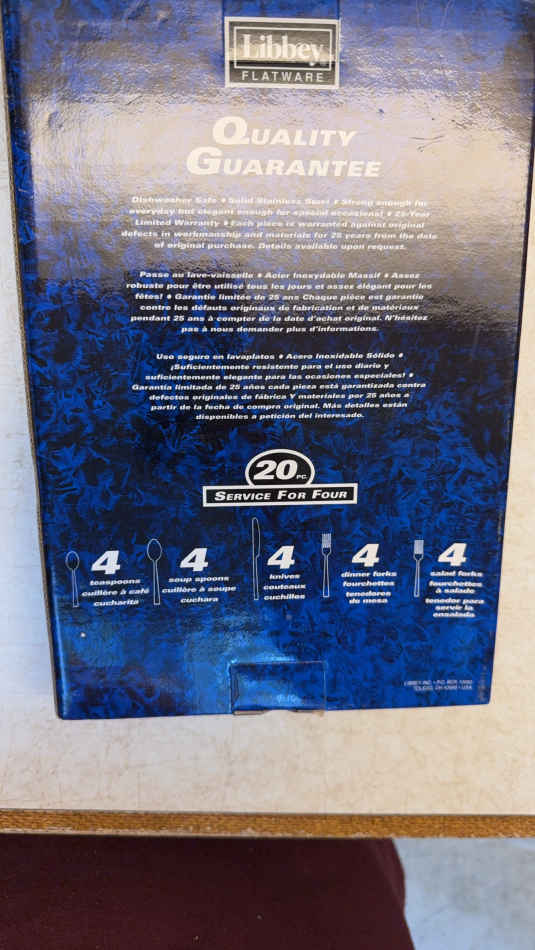 Libbey
FLATWARE
QUALITY
GUARANTEE
Dishwasher Safe ♦ Solid Stainless Steel ♦ Strong enough for
everyday but elegant enough for special occasions! ♦ 25-Year
Limited Warranty ♦ Each piece is warranted against original
defects in workmanship and materials for 25 years from the date
of original purchase. Details available upon request.
Passe au lave-vaisselle ♦ Acier Inoxydable Massif ♦ Assez
robuste pour être utilisé tous les jours et assez élégant pour les
fêtes! ♦ Garantie limitée de 25 ans Chaque pièce est garantie
contre les défauts originaux de fabrication et de matériaux
pendant 25 ans à compter de la date d'achat original. N'hésitez
pas à nous demander plus d'informations.
Uso seguro en lavaplatos ♦ Acero Inoxidable Sólido ♦
¡Suficientemente resistente para el uso diario y
suficientemente elegante para las ocasiones especiales! ♦
Garantía limitada de 25 años cada pieza está garantizada contra
defectos originales de fábrica Y materiales por 25 años a
partir de la fecha de compra original. Más detalles están
disponibles a petición del interesado.
20 PC.
SERVICE FOR FOUR
4
teaspoons
cuillère à café
cucharita
4
soup spoons
cuillère à soupe
cuchara
4
knives
couteaux
cuchilles
4
dinner forks
fourchettes
tenedores
de mesa
4
salad forks
fourchettes
à salade
tenedor para
servir la
ensalada
LIBBEY INC. • P.O. BOX
TOLEDO, OH • USA